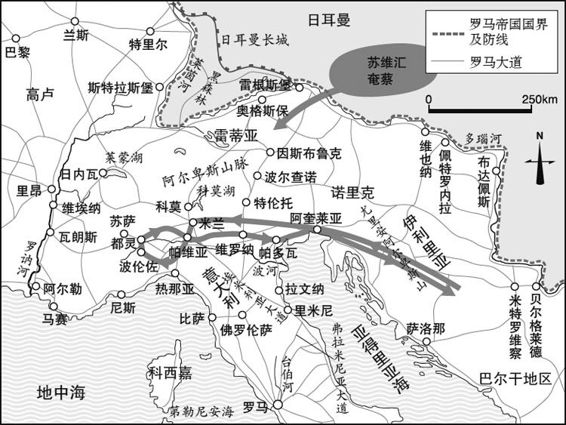 罗马帝国国界
及防线
罗马大道
0
250km
N
日耳曼
日耳曼长城
兰斯
巴黎
特里尔
莱茵河
黑森林
斯特拉斯堡
雷根斯堡
苏维汇
奄蔡
高卢
奥格斯保
雷蒂亚
多瑙河
因斯布鲁克
维也纳
佩特罗内拉
布达佩斯
莱蒙湖
日内瓦
阿尔卑斯山脉
波尔查诺
诺里克
里昂
科莫湖
维埃纳
科莫
特伦托
苏萨
米兰
阿奎莱亚
尤里安阿尔卑斯山
伊利里亚
瓦朗斯
都灵
帕维亚
维罗纳
帕多瓦
罗讷河
波伦佐
波河
意大利
埃米利亚大道
阿尔勒
热那亚
拉文纳
尼斯
马赛
比萨
佛罗伦萨
里米尼
米特罗维察
贝尔格莱德
萨洛那
弗拉米尼亚大道
亚得里亚海
科西嘉
台伯河
地中海
巴尔干地区
第勒尼安海
罗马